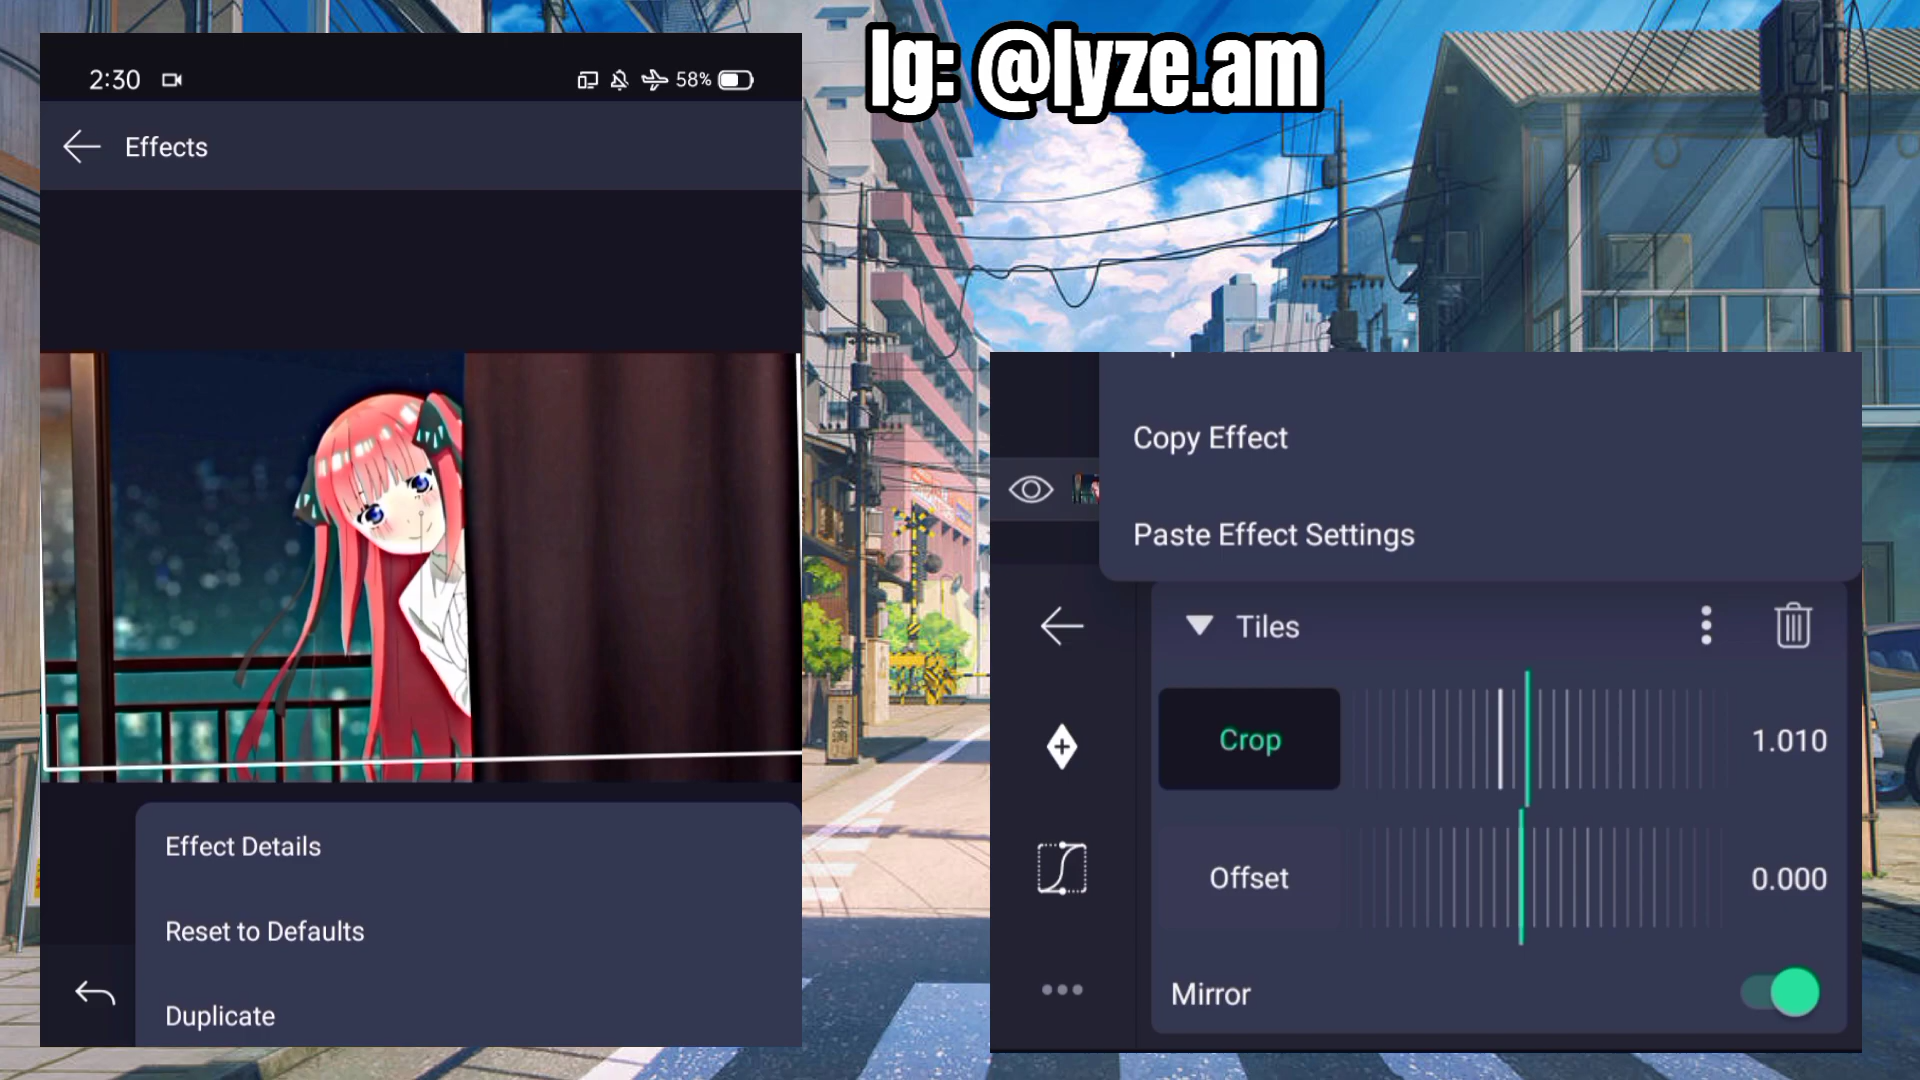 Ig: @lyze.am
2:30
58%
Effects
Effect Details
Reset to Defaults
Duplicate
Copy Effect
Paste Effect Settings
Tiles
Crop
1.010
Offset
0.000
Mirror